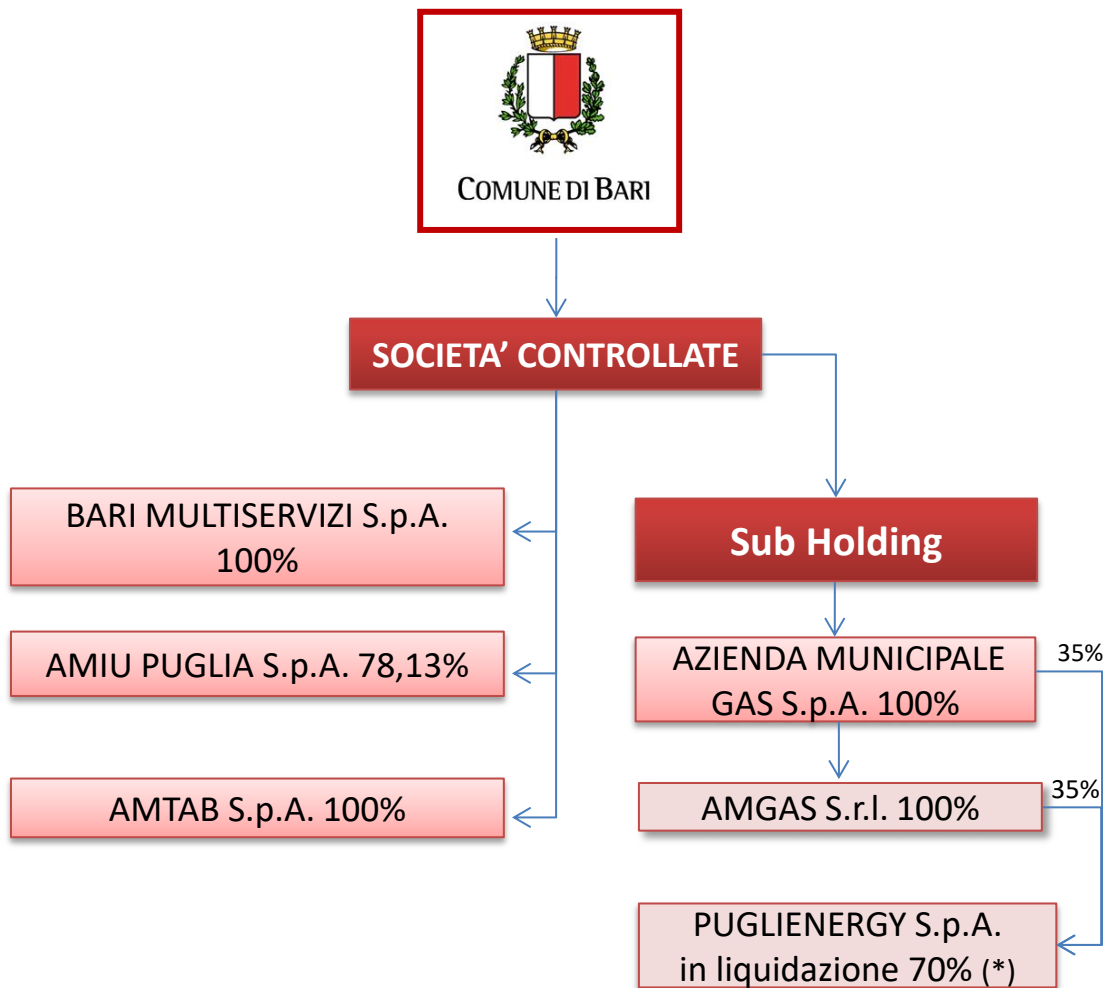 COMUNE DI BARI
SOCIETA’ CONTROLLATE
BARI MULTISERVIZI S.p.A.
100%
Sub Holding
AMIU PUGLIA S.p.A. 78,13%
AZIENDA MUNICIPALE
GAS S.p.A. 100%
35%
AMTAB S.p.A. 100%
AMGAS S.r.l. 100%
35%
PUGLIENERGY S.p.A.
in liquidazione 70% (*)